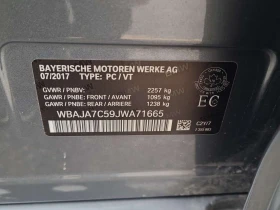 BAYERISCHE MOTOREN WERKE AG
07/2017 TYPE: PC / VT
GVWR / PNBV: 2257 kg
GAWR / PNBE: FRONT / AVANT 1095 kg
GAWR / PNBE: REAR / ARRIERE 1238 kg
WBAJA7C59JWA71665
EC